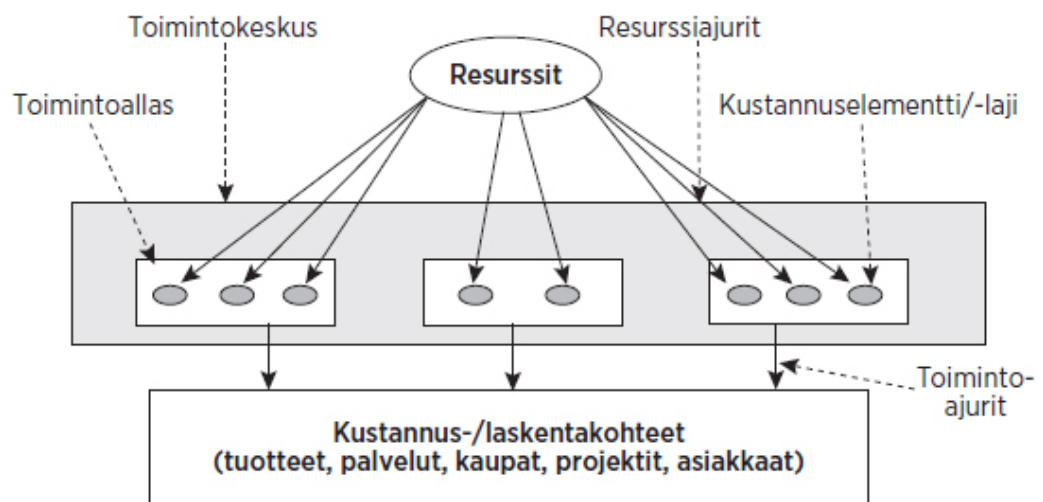 Toimintokeskus
Resurssiajurit
Resurssit
Toimintoallas
Kustannuselementti/-laji
Toiminto-
ajurit
Kustannus-/laskentakohteet
(tuotteet, palvelut, kaupat, projektit, asiakkaat)